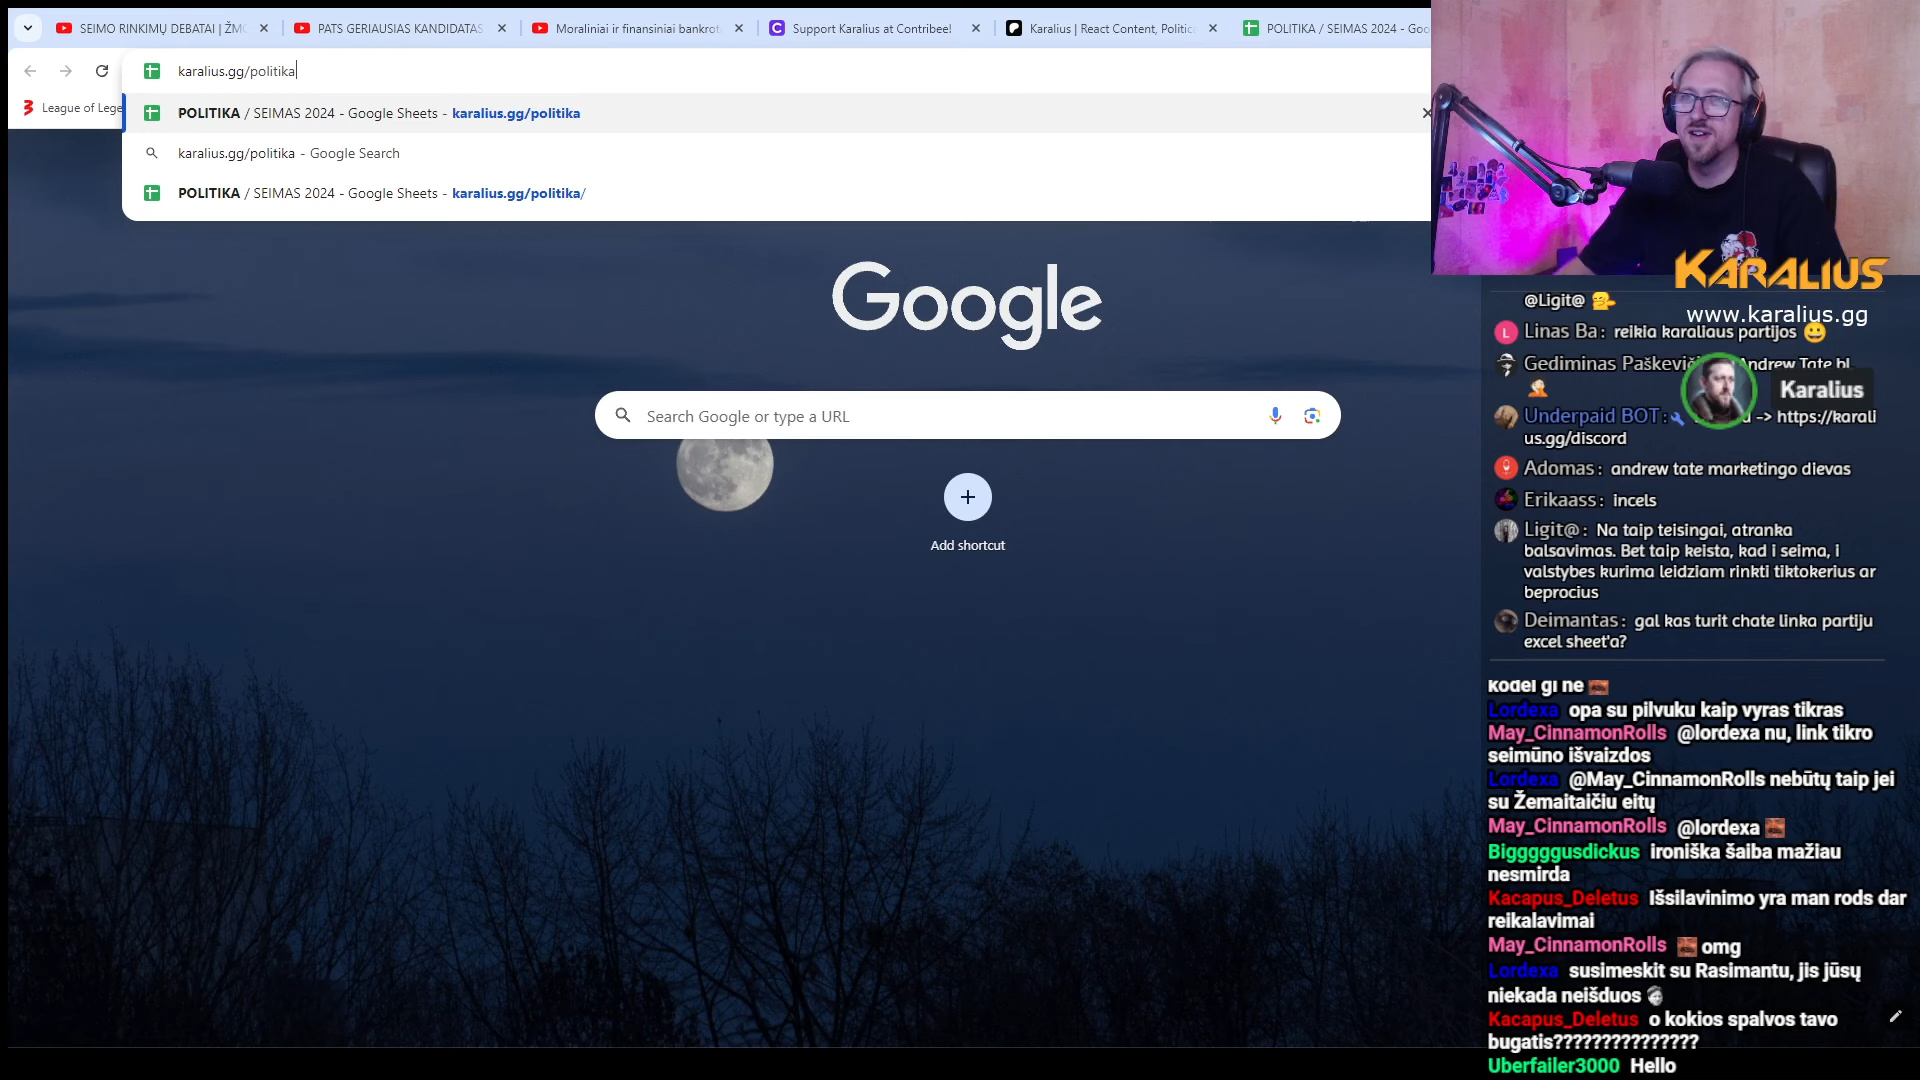 SEIMO RINKIMŲ DEBATAI | ŽMO
PATS GERIAUSIAS KANDIDATAS
Moraliniai ir finansiniai bankrot
Support Karalius at Contribee!
Karalius | React Content, Politic
POLITIKA / SEIMAS 2024 - Goo
karalius.gg/politika
League of Lege
POLITIKA / SEIMAS 2024 - Google Sheets - karalius.gg/politika
karalius.gg/politika - Google Search
POLITIKA / SEIMAS 2024 - Google Sheets - karalius.gg/politika/
Google
Search Google or type a URL
Add shortcut
KARALIUS
www.karalius.gg
Karalius
@Ligit@
Linas Ba: reikia karaliaus partijos
Gediminas Paškevič Andrew Tate bl
Underpaid BOT: -> https://karali
us.gg/discord
Adomas: andrew tate marketingo dievas
Erikaass: incels
Ligit@: Na taip teisingai, atranka
balsavimas. Bet taip keista, kad i seima, i
valstybes kurima leidziam rinkti tiktokerius ar
beprocius
Deimantas: gal kas turit chate linka partiju
excel sheet'a?
kodėl gi ne
Lordexa opa su pilvuku kaip vyras tikras
May_CinnamonRolls @lordexa nu, link tikro
seimūno išvaizdos
Lordexa @May_CinnamonRolls nebūtų taip jei
su Žemaitaičiu eitų
May_CinnamonRolls @lordexa
Bigggggusdickus ironiška šaiba mažiau
nesmirda
Kacapus_Deletus Išsilavinimo yra man rods dar
reikalavimai
May_CinnamonRolls omg
Lordexa susimeskit su Rasimantu, jis jūsų
niekada neišduos
Kacapus_Deletus o kokios spalvos tavo
bugatis???????????????
Uberfailer3000 Hello